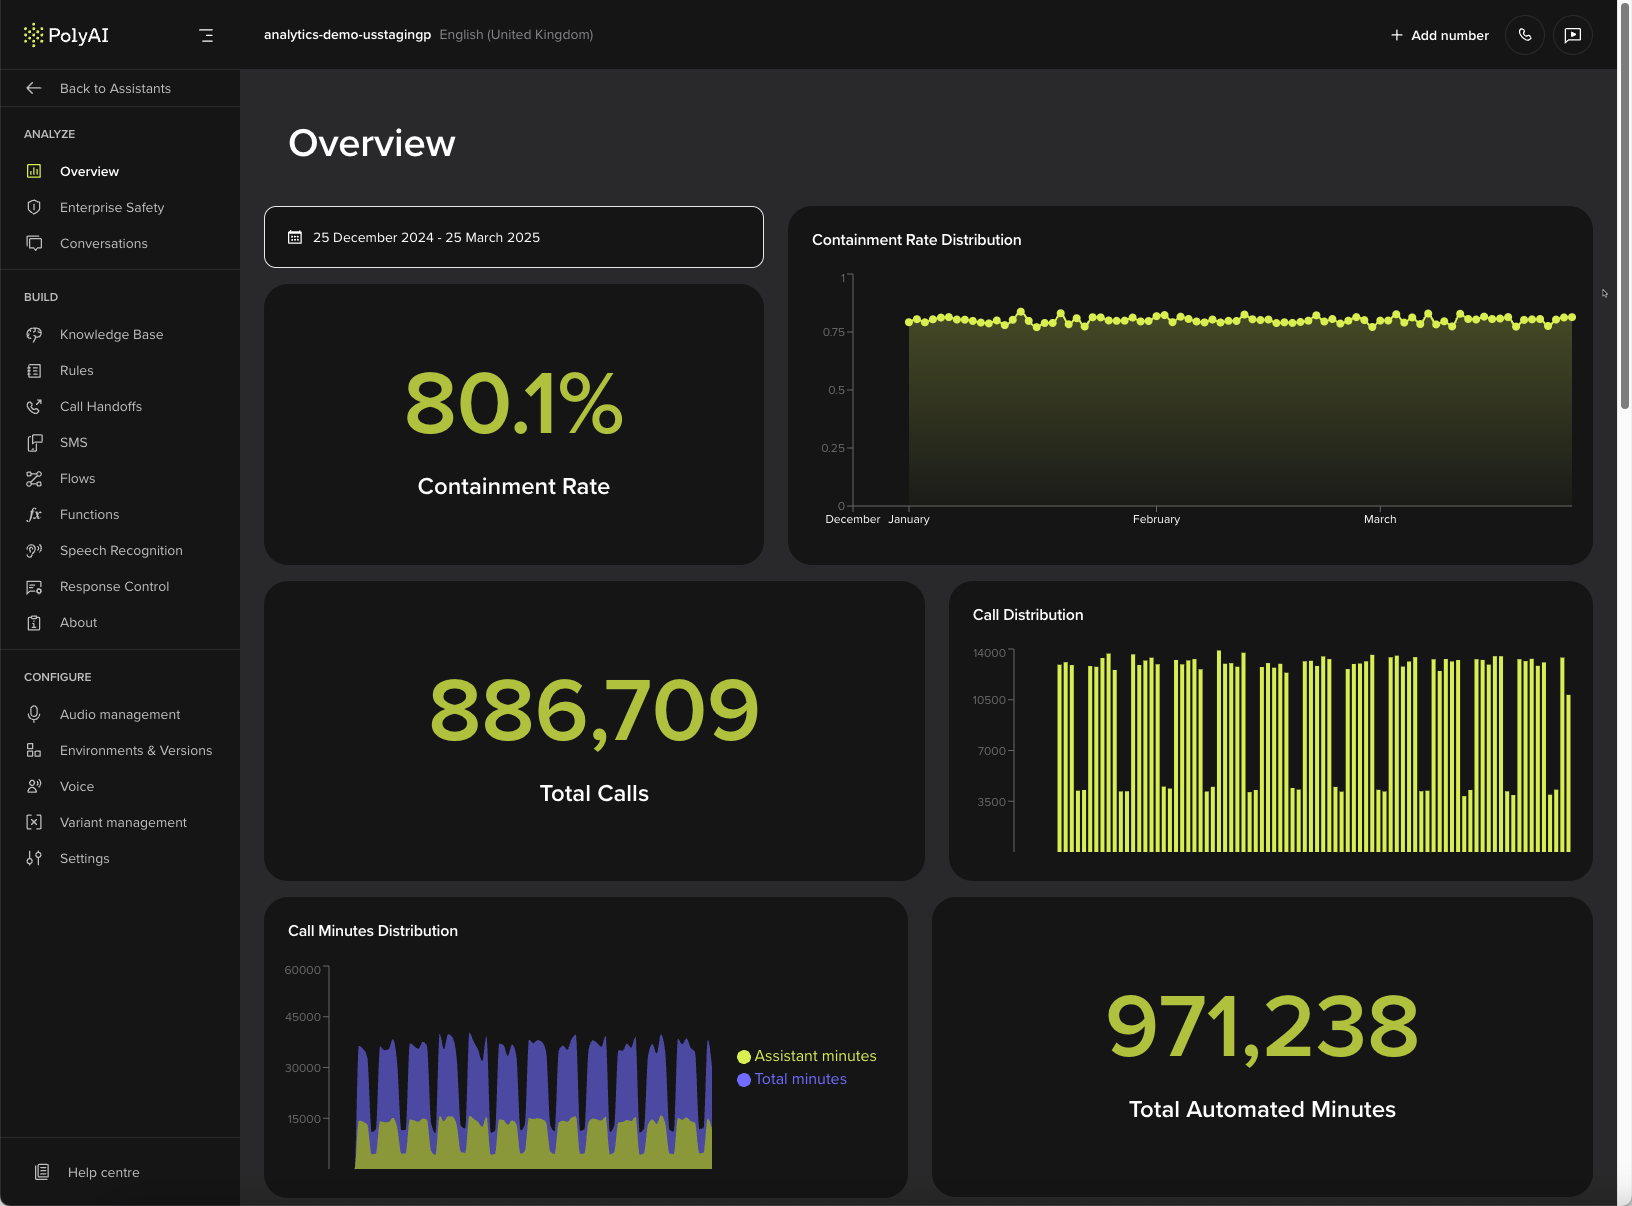 PolyAI
analytics-demo-usstagingp English (United Kingdom)
Add number
Back to Assistants
ANALYZE
Overview
Enterprise Safety
Conversations
BUILD
Knowledge Base
Rules
Call Handoffs
SMS
Flows
Functions
Speech Recognition
Response Control
About
CONFIGURE
Audio management
Environments & Versions
Voice
Variant management
Settings
Help centre
Overview
25 December 2024 - 25 March 2025
80.1%
Containment Rate
Containment Rate Distribution
1
0.75
0.5
0.25
0
December January February March
886,709
Total Calls
Call Distribution
14000
10500
7000
3500
Call Minutes Distribution
60000
45000
30000
15000
Assistant minutes
Total minutes
971,238
Total Automated Minutes